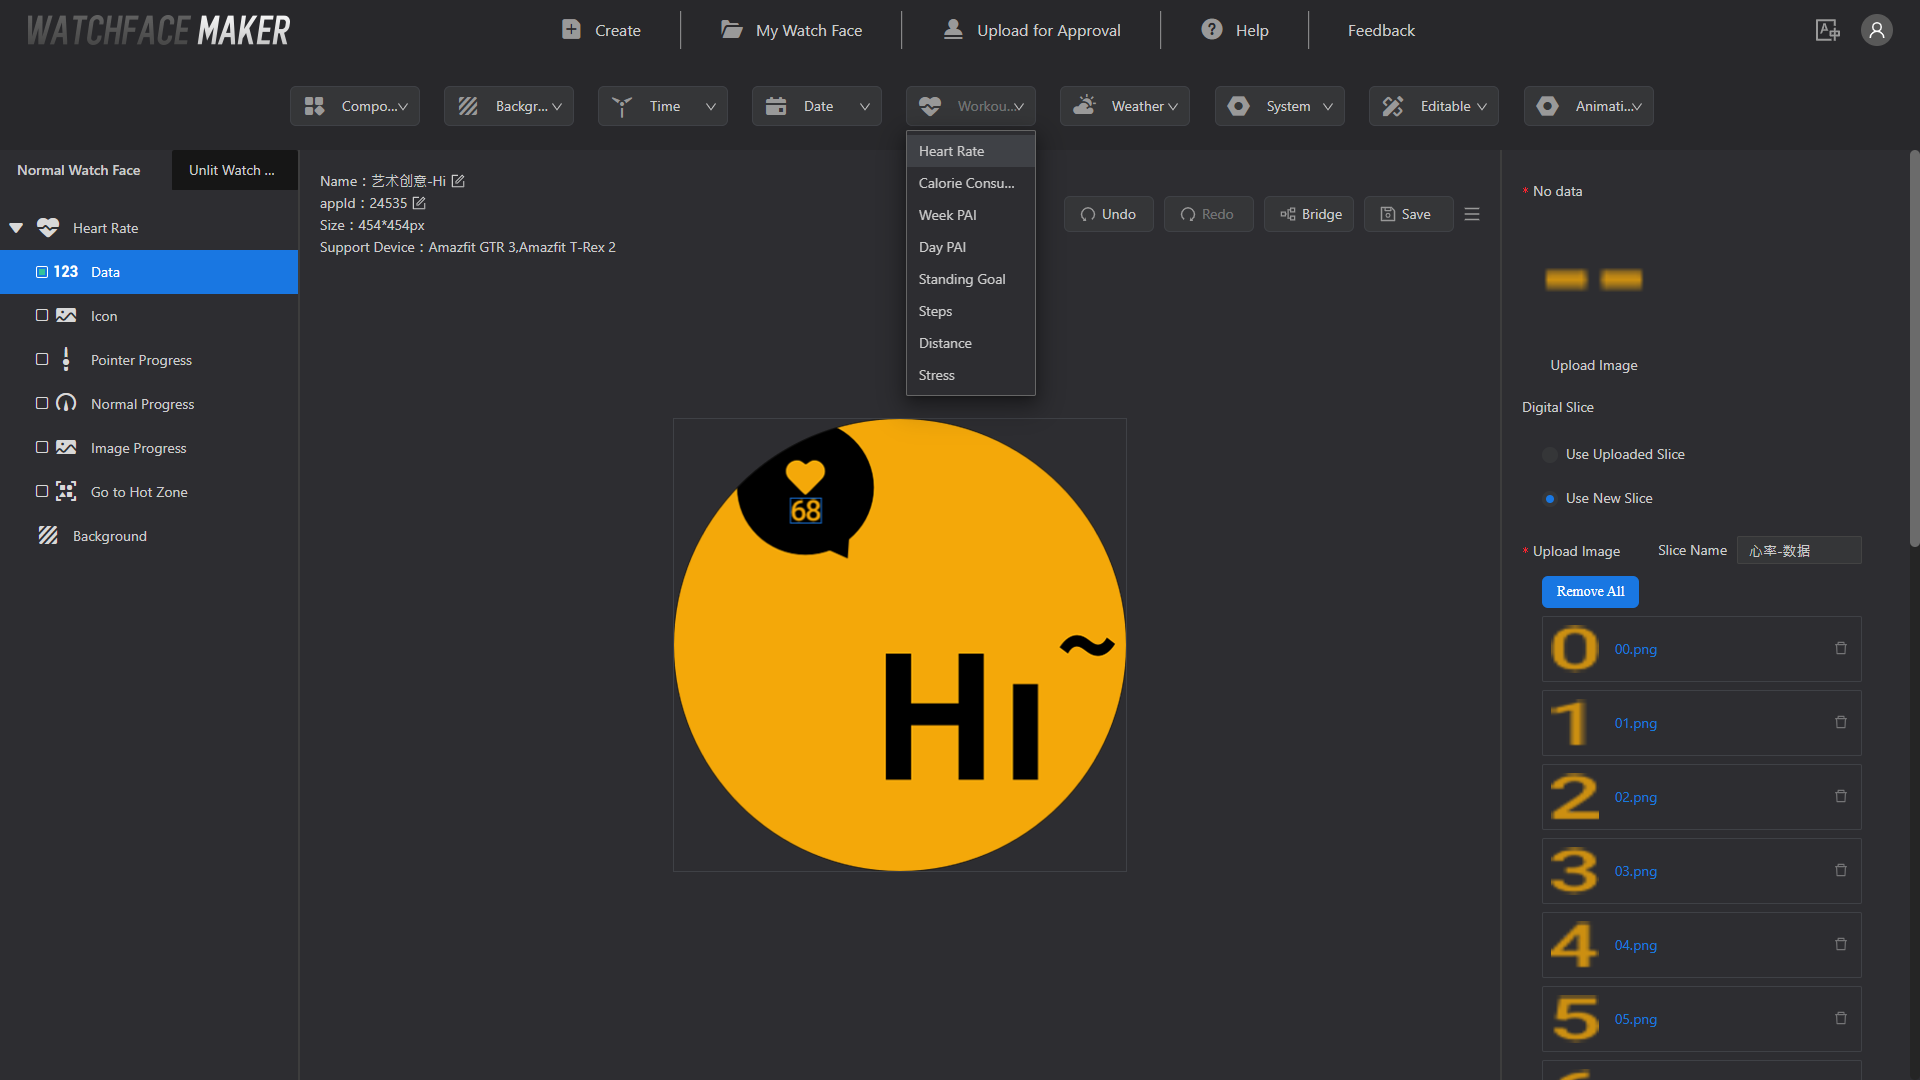 WATCHFACE MAKER
Create
My Watch Face
Upload for Approval
Help
Feedback
Compo...
Backgr...
Time
Date
Workou...
Weather
System
Editable
Animati...
Normal Watch Face
Unlit Watch ...
Heart Rate
123 Data
Icon
Pointer Progress
Normal Progress
Image Progress
Go to Hot Zone
Background
Name：艺术创意-Hi
appId：24535
Size：454*454px
Support Device：Amazfit GTR 3,Amazfit T-Rex 2
Heart Rate
Calorie Consu...
Week PAI
Day PAI
Standing Goal
Steps
Distance
Stress
Undo
Redo
Bridge
Save
68
Hi ~
* No data
Upload Image
Digital Slice
Use Uploaded Slice
Use New Slice
* Upload Image
Slice Name 心率-数据
Remove All
0 00.png
1 01.png
2 02.png
3 03.png
4 04.png
5 05.png